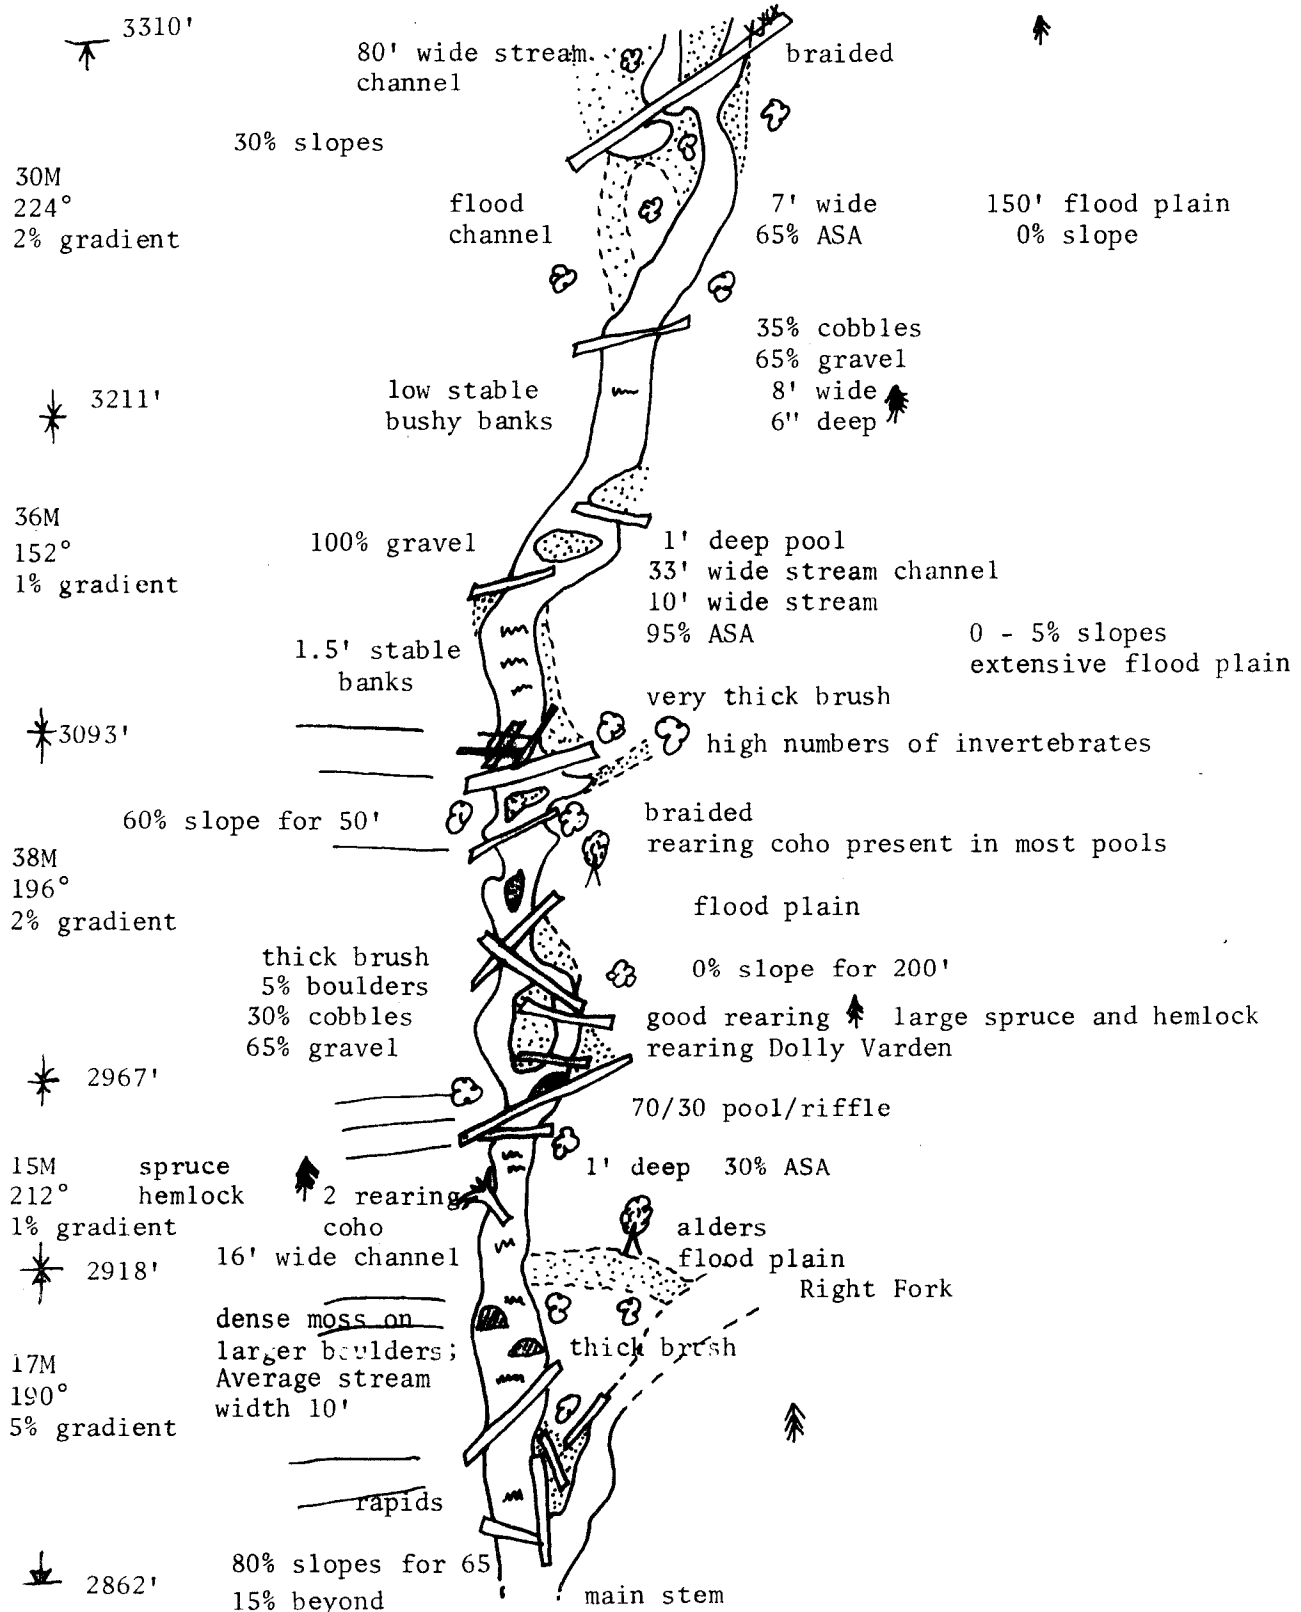 3310'
80' wide stream
channel
braided
30% slopes
30M
224°
2% gradient
flood
channel
7' wide
65% ASA
150' flood plain
0% slope
35% cobbles
65% gravel
8' wide
6" deep
3211'
low stable
bushy banks
36M
152°
1% gradient
100% gravel
1' deep pool
33' wide stream channel
10' wide stream
95% ASA
0 - 5% slopes
extensive flood plain
1.5' stable
banks
very thick brush
3093'
high numbers of invertebrates
60% slope for 50'
braided
rearing coho present in most pools
38M
196°
2% gradient
flood plain
thick brush
5% boulders
30% cobbles
65% gravel
0% slope for 200'
good rearing
large spruce and hemlock
rearing Dolly Varden
2967'
70/30 pool/riffle
15M
212°
1% gradient
spruce
hemlock
2 rearing
coho
16' wide channel
1' deep 30% ASA
alders
flood plain
2918'
Right Fork
dense moss on
larger boulders;
Average stream
width 10'
thick brush
17M
190°
5% gradient
rapids
80% slopes for 65
15% beyond
2862'
main stem